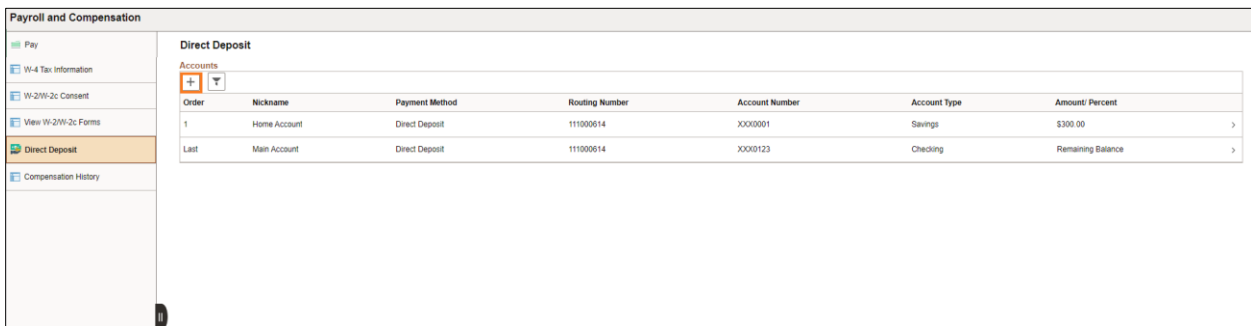 Payroll and Compensation
Pay
W-4 Tax Information
W-2/W-2c Consent
View W-2/W-2c Forms
Direct Deposit
Compensation History
Direct Deposit
Accounts
Order Nickname Payment Method Routing Number Account Number Account Type Amount/ Percent
1 Home Account Direct Deposit 111000614 XXX0001 Savings $300.00
Last Main Account Direct Deposit 111000614 XXX0123 Checking Remaining Balance